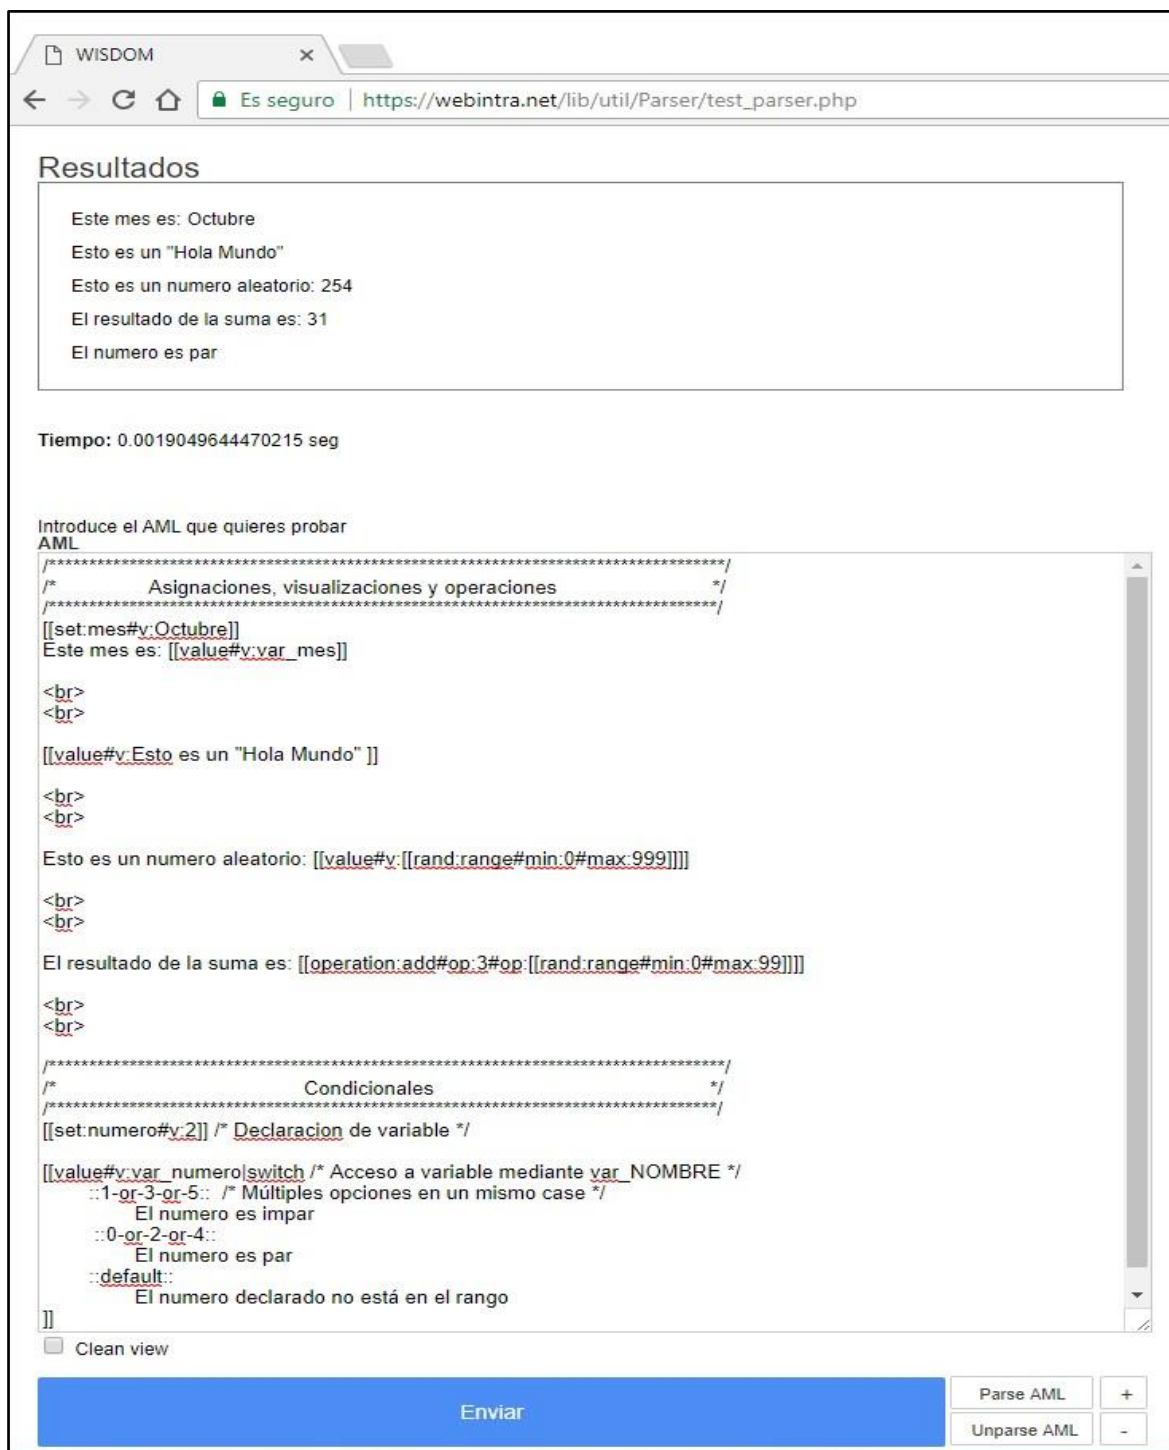 WISDOM
Es seguro | https://webintra.net/lib/util/Parser/test_parser.php
Resultados
Este mes es: Octubre
Esto es un "Hola Mundo"
Esto es un numero aleatorio: 254
El resultado de la suma es: 31
El numero es par
Tiempo: 0.0019049644470215 seg
Introduce el AML que quieres probar
AML
/***********************************************************************************/
/* Asignaciones, visualizaciones y operaciones */
/**********************************************************************************/
[[set:mes#v:Octubre]]
Este mes es: [[value#v:var_mes]]
<br>
<br>
[[value#v:Esto es un "Hola Mundo" ]]
<br>
<br>
Esto es un numero aleatorio: [[value#v:[[rand:range#min:0#max:999]]]]
<br>
<br>
El resultado de la suma es: [[operation:add#op:3#op:[[rand:range#min:0#max:99]]]]
<br>
<br>
/***********************************************************************************/
/* Condicionales */
/**********************************************************************************/
[[set:numero#v:2]] /* Declaracion de variable */
[[value#v:var_numero|switch /* Acceso a variable mediante var_NOMBRE */
::1-or-3-or-5:: /* Múltiples opciones en un mismo case */
El numero es impar
::0-or-2-or-4::
El numero es par
::default::
El numero declarado no está en el rango
]]
Clean view
Enviar
Parse AML +
Unparse AML -